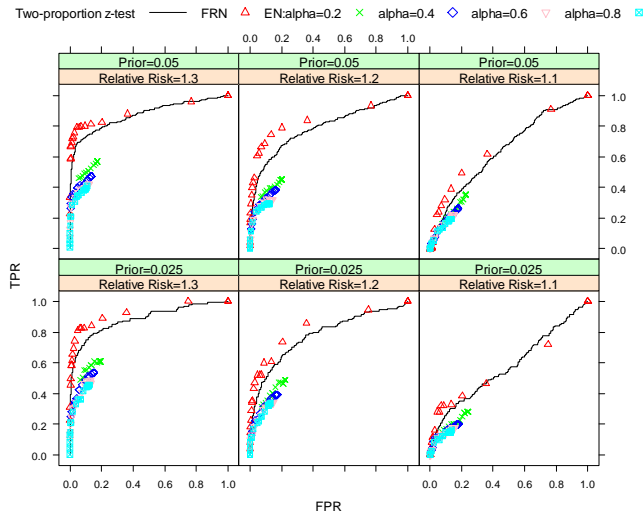 Two-proportion z-test FRN EN:alpha=0.2 alpha=0.4 alpha=0.6 alpha=0.8
0.0 0.2 0.4 0.6 0.8 1.0
Prior=0.05 Prior=0.05 Prior=0.05
Relative Risk=1.3 Relative Risk=1.2 Relative Risk=1.1
1.0
0.8
0.6
0.4
0.2
0.0
Prior=0.025 Prior=0.025 Prior=0.025
Relative Risk=1.3 Relative Risk=1.2 Relative Risk=1.1
1.0
0.8
0.6
0.4
0.2
0.0
TPR
0.0 0.2 0.4 0.6 0.8 1.0 0.0 0.2 0.4 0.6 0.8 1.0
FPR